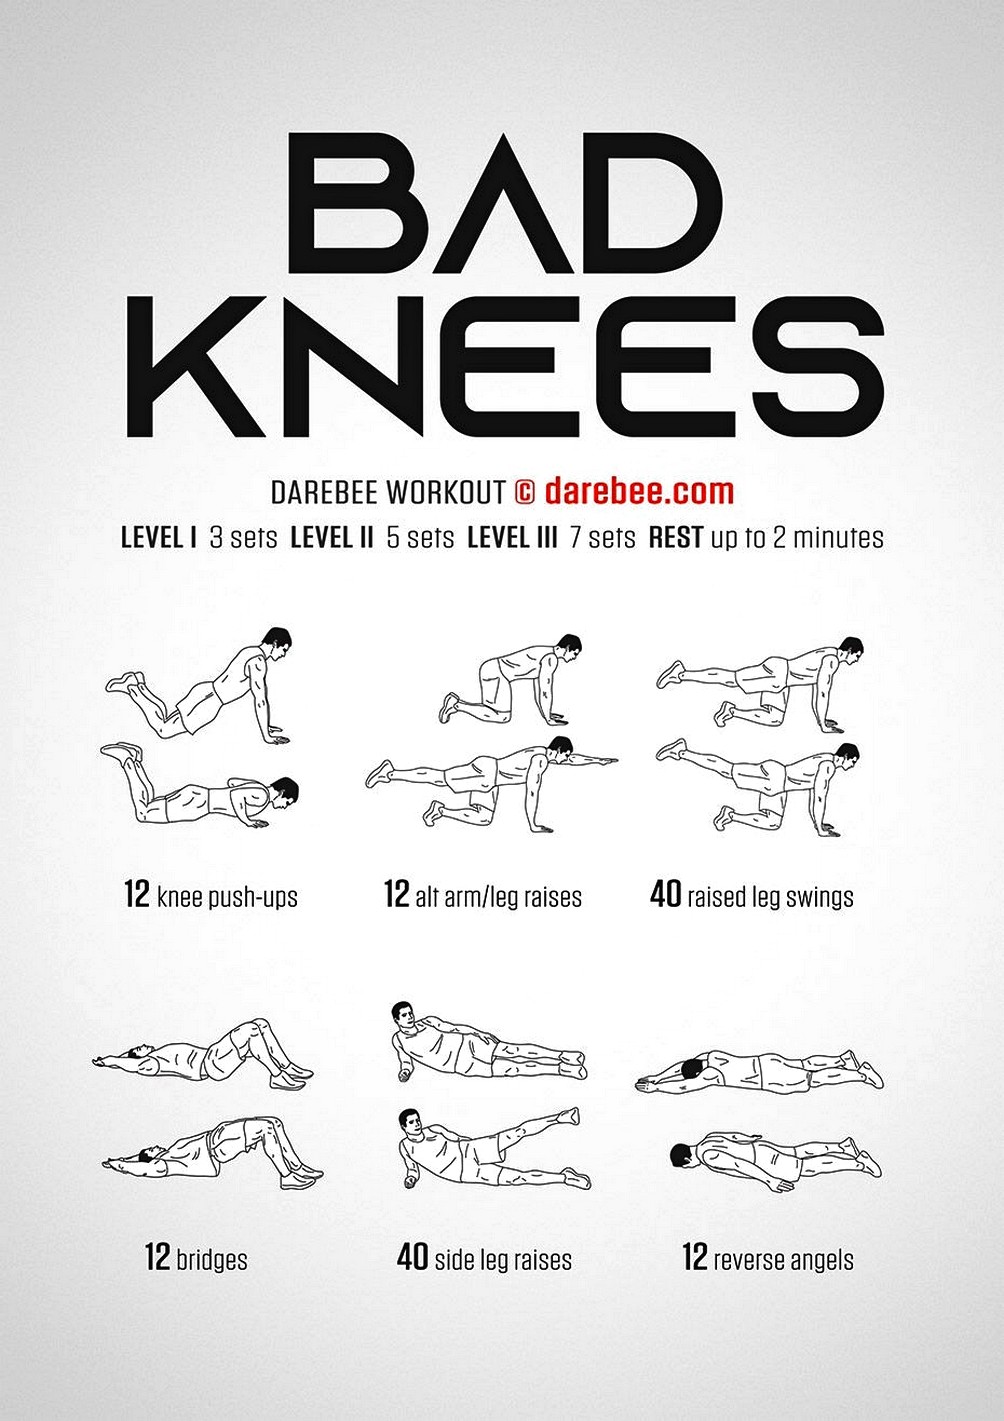 BAD
KNEES
DAREBEE WORKOUT © darebee.com
LEVEL I 3 sets LEVEL II 5 sets LEVEL III 7 sets REST up to 2 minutes
12 knee push-ups
12 alt arm/leg raises
40 raised leg swings
12 bridges
40 side leg raises
12 reverse angels